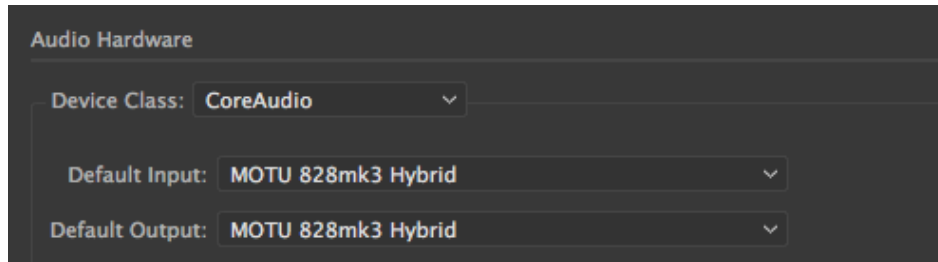 Audio Hardware
Device Class: CoreAudio
Default Input: MOTU 828mk3 Hybrid
Default Output: MOTU 828mk3 Hybrid